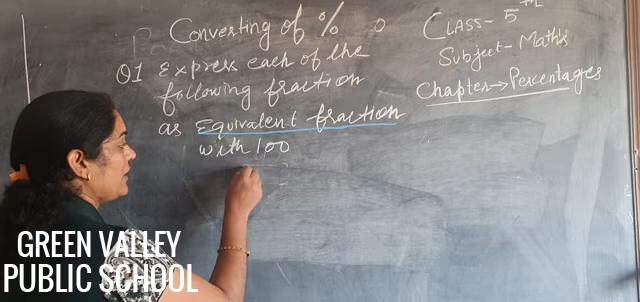 Converting of %
Q1 Express each of the
following fraction
as Equivalent fraction
with 100
Class- 5th
Subject- Maths
Chapter→Percentages
GREEN VALLEY
PUBLIC SCHOOL